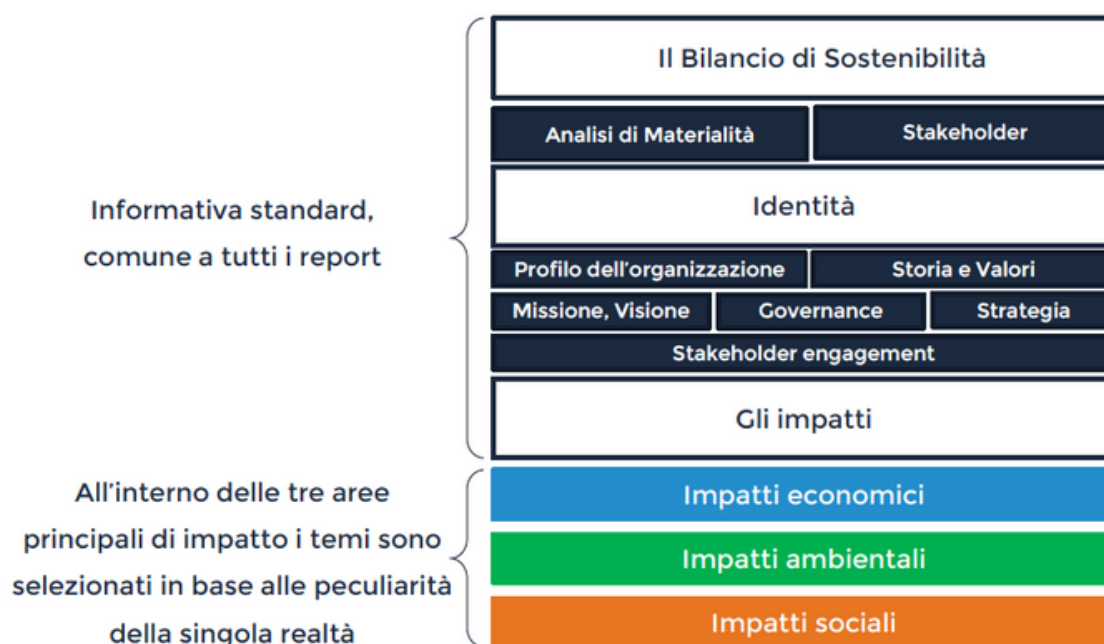 Il Bilancio di Sostenibilità
Analisi di Materialità
Stakeholder
Informativa standard,
comune a tutti i report
Identità
Profilo dell'organizzazione
Storia e Valori
Missione, Visione
Governance
Strategia
Stakeholder engagement
Gli impatti
All'interno delle tre aree
principali di impatto i temi sono
selezionati in base alle peculiarità
della singola realtà
Impatti economici
Impatti ambientali
Impatti sociali